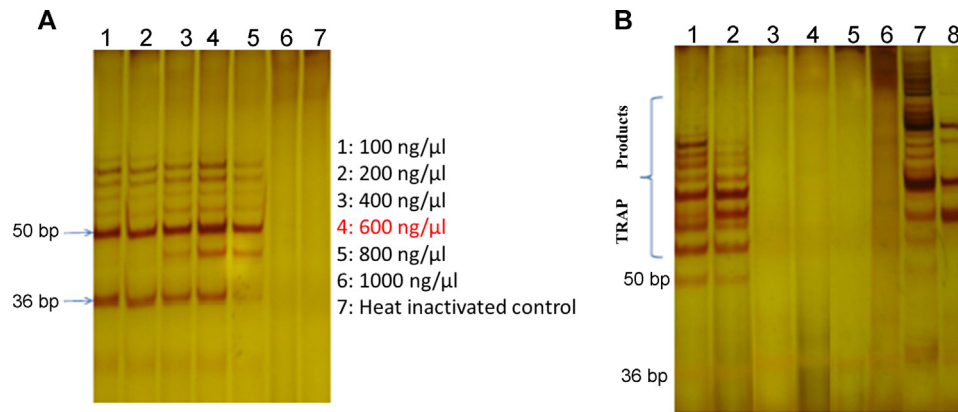 A
1 2 3 4 5 6 7
50 bp
36 bp
1: 100 ng/µl
2: 200 ng/µl
3: 400 ng/µl
4: 600 ng/µl
5: 800 ng/µl
6: 1000 ng/µl
7: Heat inactivated control
B
1 2 3 4 5 6 7 8
TRAP Products
50 bp
36 bp